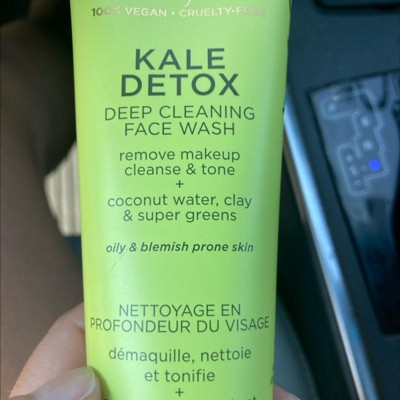 100% VEGAN • CRUELTY-FREE
KALE
DETOX
DEEP CLEANING
FACE WASH
remove makeup
cleanse & tone
+
coconut water, clay
& super greens
oily & blemish prone skin
NETTOYAGE EN
PROFONDEUR DU VISAGE
démaquille, nettoie
et tonifie
+